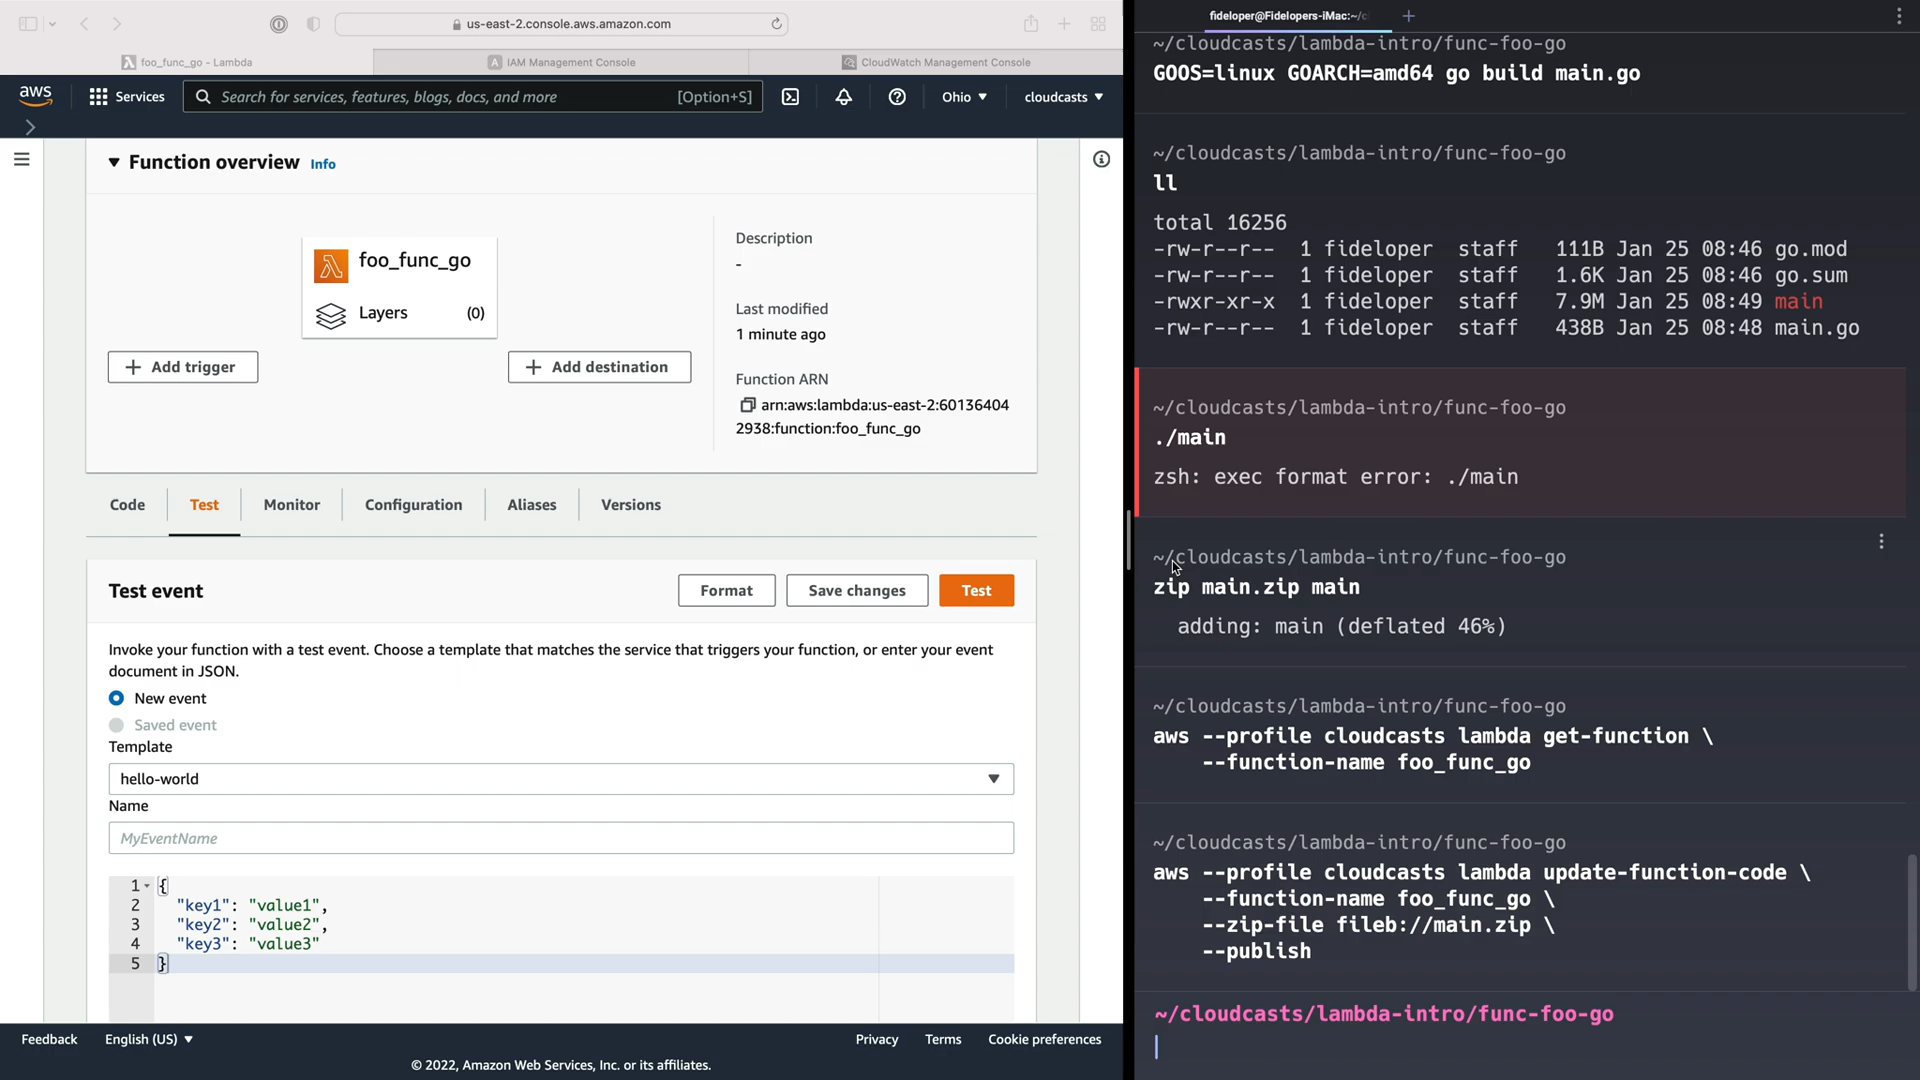 us-east-2.console.aws.amazon.com
foo_func_go - Lambda
IAM Management Console
CloudWatch Management Console
aws
Services
Search for services, features, blogs, docs, and more
[Option+S]
Ohio
cloudcasts
Function overview
Info
foo_func_go
Layers
(0)
Add trigger
Add destination
Description
-
Last modified
1 minute ago
Function ARN
arn:aws:lambda:us-east-2:60136404
2938:function:foo_func_go
Code
Test
Monitor
Configuration
Aliases
Versions
Test event
Format
Save changes
Test
Invoke your function with a test event. Choose a template that matches the service that triggers your function, or enter your event
document in JSON.
New event
Saved event
Template
hello-world
Name
MyEventName
1 {
2 "key1": "value1",
3 "key2": "value2",
4 "key3": "value3"
5 }
Feedback
English (US)
Privacy
Terms
Cookie preferences
© 2022, Amazon Web Services, Inc. or its affiliates.
fideloper@Fidelopers-iMac:~/c
~/cloudcasts/lambda-intro/func-foo-go
GOOS=linux GOARCH=amd64 go build main.go
~/cloudcasts/lambda-intro/func-foo-go
ll
total 16256
-rw-r--r-- 1 fideloper staff 111B Jan 25 08:46 go.mod
-rw-r--r-- 1 fideloper staff 1.6K Jan 25 08:46 go.sum
-rwxr-xr-x 1 fideloper staff 7.9M Jan 25 08:49 main
-rw-r--r-- 1 fideloper staff 438B Jan 25 08:48 main.go
~/cloudcasts/lambda-intro/func-foo-go
./main
zsh: exec format error: ./main
~/cloudcasts/lambda-intro/func-foo-go
zip main.zip main
adding: main (deflated 46%)
~/cloudcasts/lambda-intro/func-foo-go
aws --profile cloudcasts lambda get-function \
--function-name foo_func_go
~/cloudcasts/lambda-intro/func-foo-go
aws --profile cloudcasts lambda update-function-code \
--function-name foo_func_go \
--zip-file fileb://main.zip \
--publish
~/cloudcasts/lambda-intro/func-foo-go